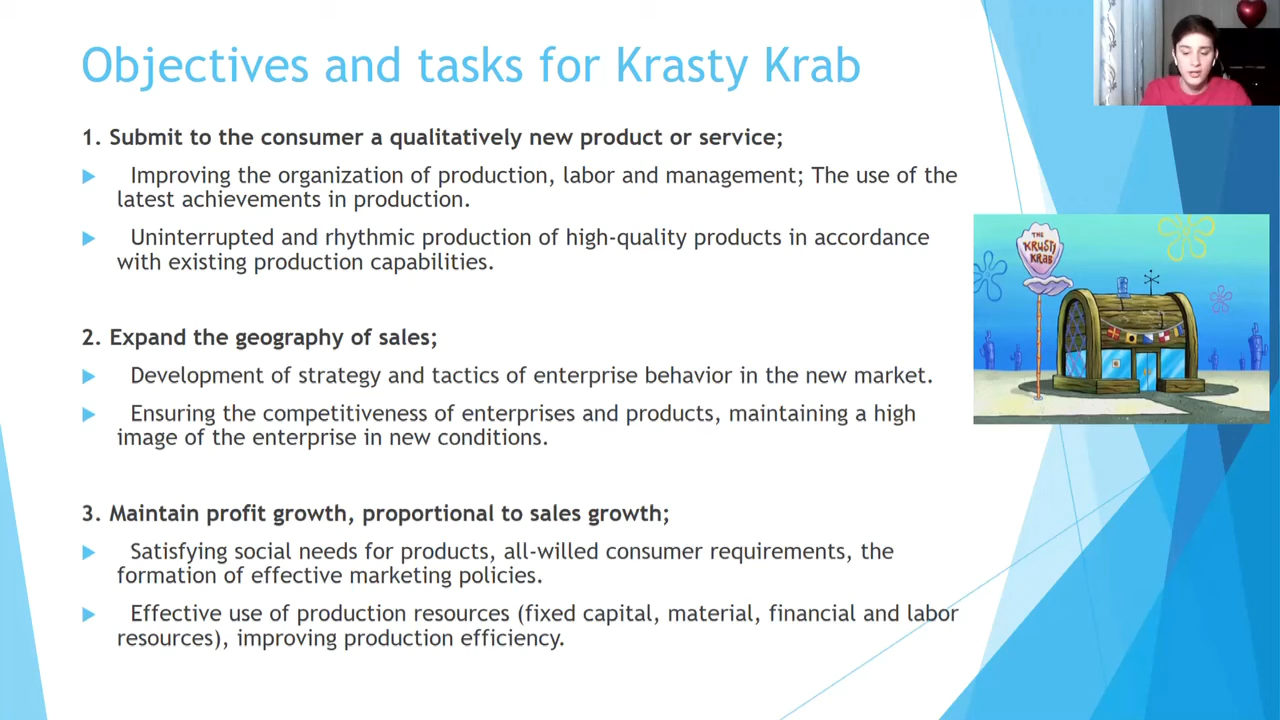 Objectives and tasks for Krasty Krab
1. Submit to the consumer a qualitatively new product or service;
Improving the organization of production, labor and management; The use of the
latest achievements in production.
Uninterrupted and rhythmic production of high-quality products in accordance
with existing production capabilities.
2. Expand the geography of sales;
Development of strategy and tactics of enterprise behavior in the new market.
Ensuring the competitiveness of enterprises and products, maintaining a high
image of the enterprise in new conditions.
3. Maintain profit growth, proportional to sales growth;
Satisfying social needs for products, all-willed consumer requirements, the
formation of effective marketing policies.
Effective use of production resources (fixed capital, material, financial and labor
resources), improving production efficiency.
THE
KRUSTY
KRAB